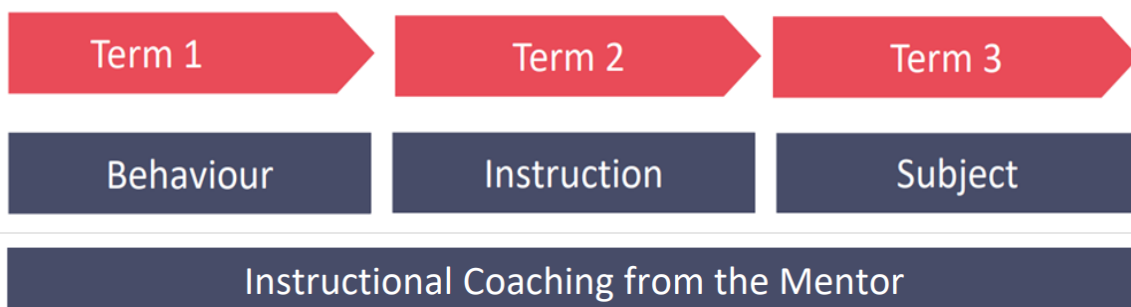 Term 1
Term 2
Term 3
Behaviour
Instruction
Subject
Instructional Coaching from the Mentor